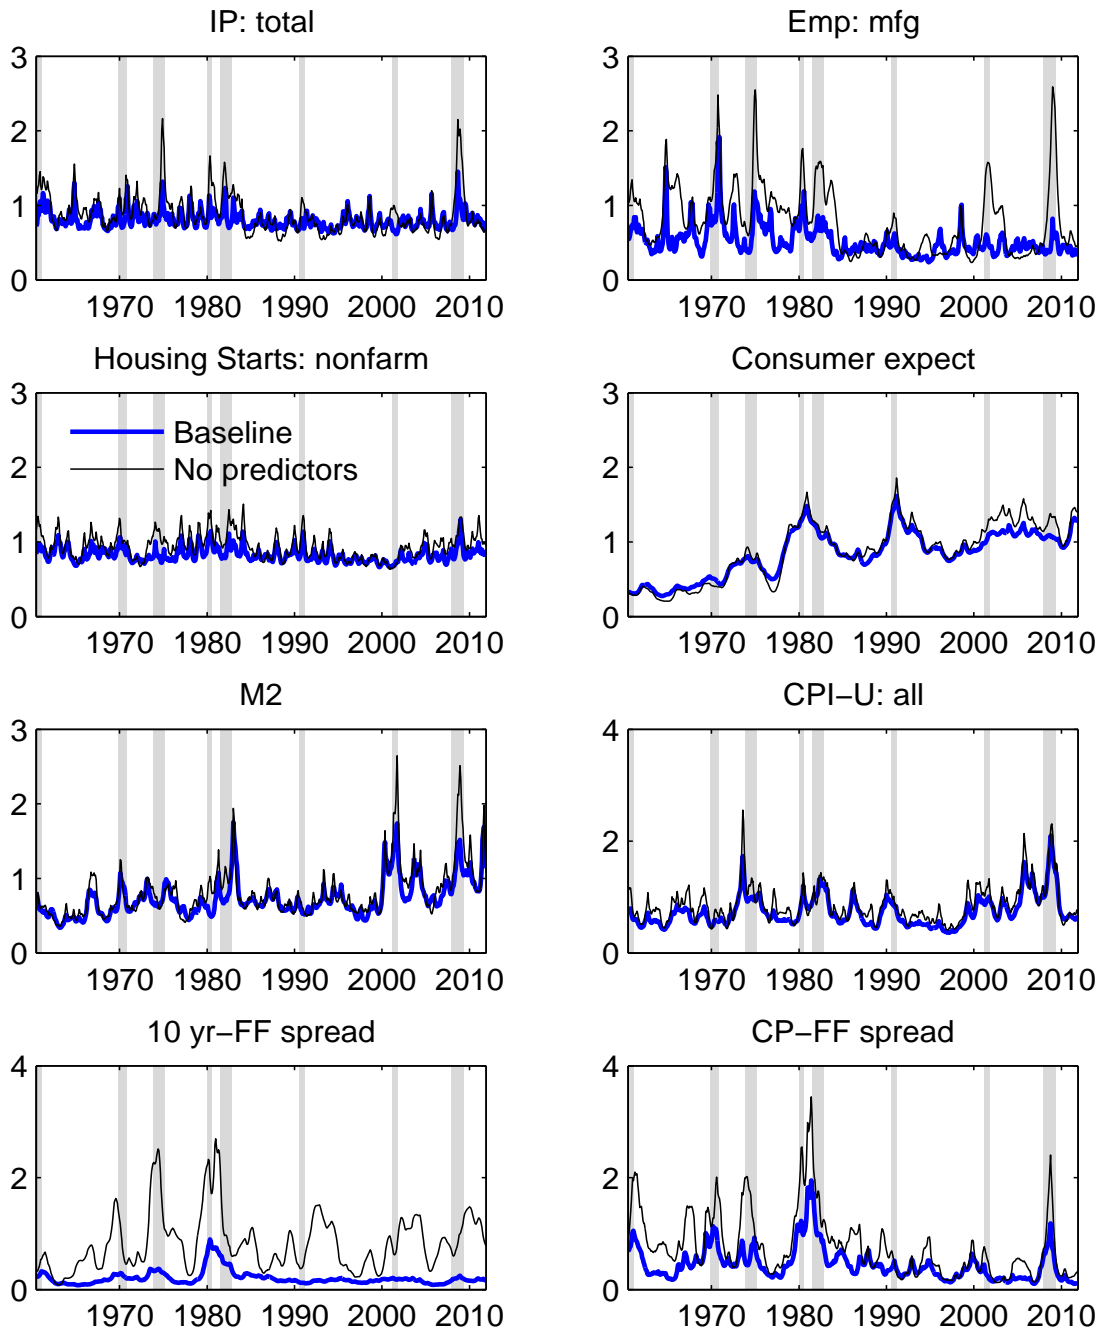 IP: total
Emp: mfg
3
2
1
0
1970 1980 1990 2000 2010
3
2
1
0
1970 1980 1990 2000 2010
Housing Starts: nonfarm
Consumer expect
3
2
1
0
Baseline
No predictors
1970 1980 1990 2000 2010
3
2
1
0
1970 1980 1990 2000 2010
M2
CPI−U: all
3
2
1
0
1970 1980 1990 2000 2010
4
2
0
1970 1980 1990 2000 2010
10 yr−FF spread
CP−FF spread
4
2
0
1970 1980 1990 2000 2010
4
2
0
1970 1980 1990 2000 2010